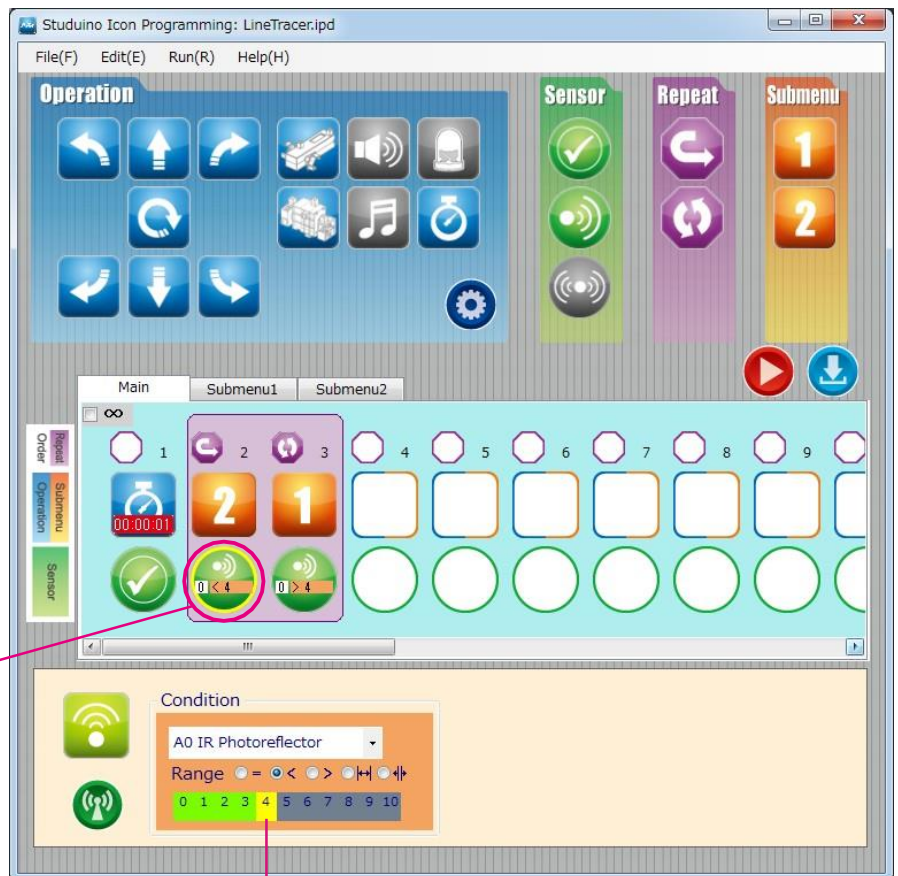 Studuino Icon Programming: LineTracer.ipd
File(F) Edit(E) Run(R) Help(H)
Operation
Sensor
Repeat
Submenu
1
2
Main Submenu1 Submenu2
∞
1 2 3 4 5 6 7 8 9
Repeat
Order
Submenu
Operation
Sensor
00:00:01
2
1
0 < 4
0 > 4
Condition
A0 IR Photoreflector
Range = < >
0 1 2 3 4 5 6 7 8 9 10